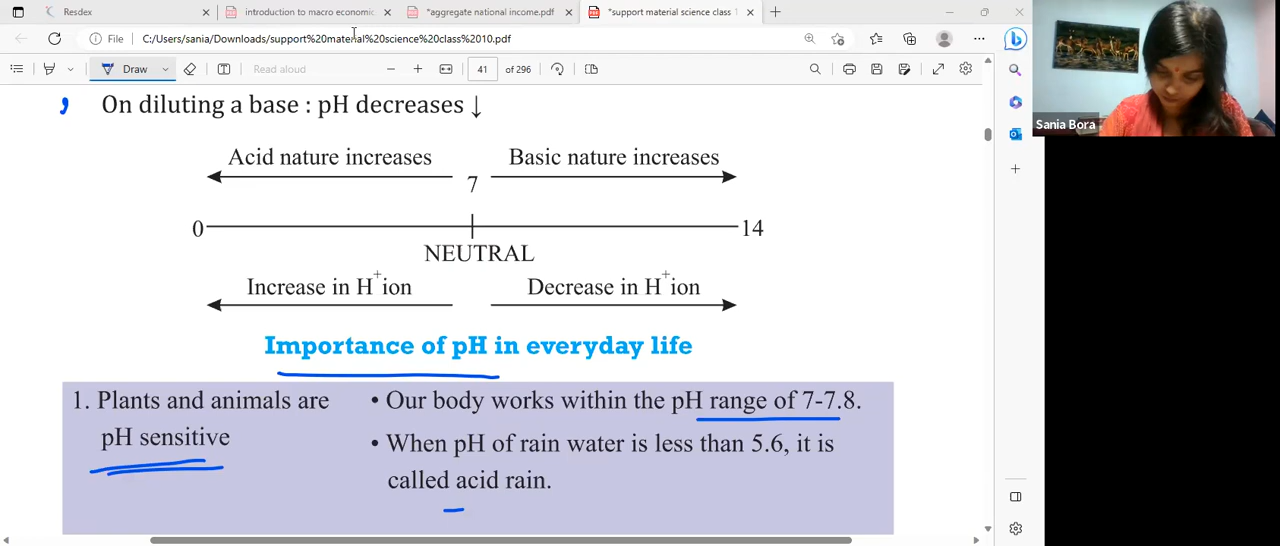 Resdex
introduction to macro economic
*aggregate national income.pdf
*support material science class 1
File
C:/Users/sania/Downloads/support%20material%20science%20class%2010.pdf
Draw
Read aloud
41
of 296
Sania Bora
On diluting a base : pH decreases ↓
Acid nature increases
Basic nature increases
7
0
14
NEUTRAL
Increase in H+ion
Decrease in H+ion
Importance of pH in everyday life
1. Plants and animals are
pH sensitive
• Our body works within the pH range of 7-7.8.
• When pH of rain water is less than 5.6, it is
called acid rain.